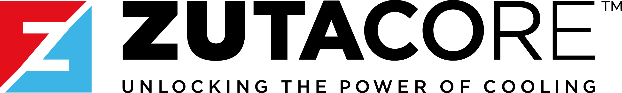 Z ZUTACORE™
UNLOCKING THE POWER OF COOLING